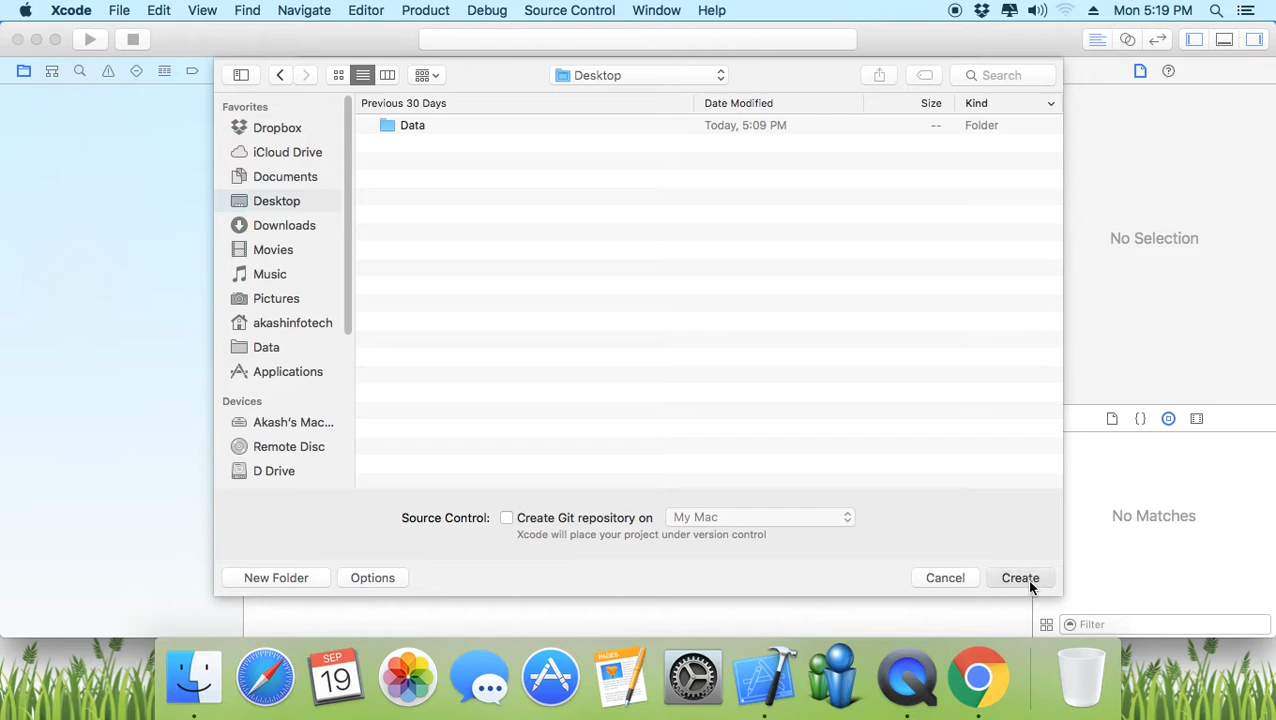 Xcode File Edit View Find Navigate Editor Product Debug Source Control Window Help Mon 5:19 PM
Desktop Search
Favorites
Previous 30 Days Date Modified Size Kind
Data Today, 5:09 PM -- Folder
Dropbox
iCloud Drive
Documents
Desktop
Downloads
Movies
Music
Pictures
akashinfotech
Data
Applications
Devices
Akash's Mac...
Remote Disc
D Drive
No Selection
No Matches
Source Control: Create Git repository on My Mac
Xcode will place your project under version control
New Folder Options Cancel Create
Filter
SEP
19
PAGES